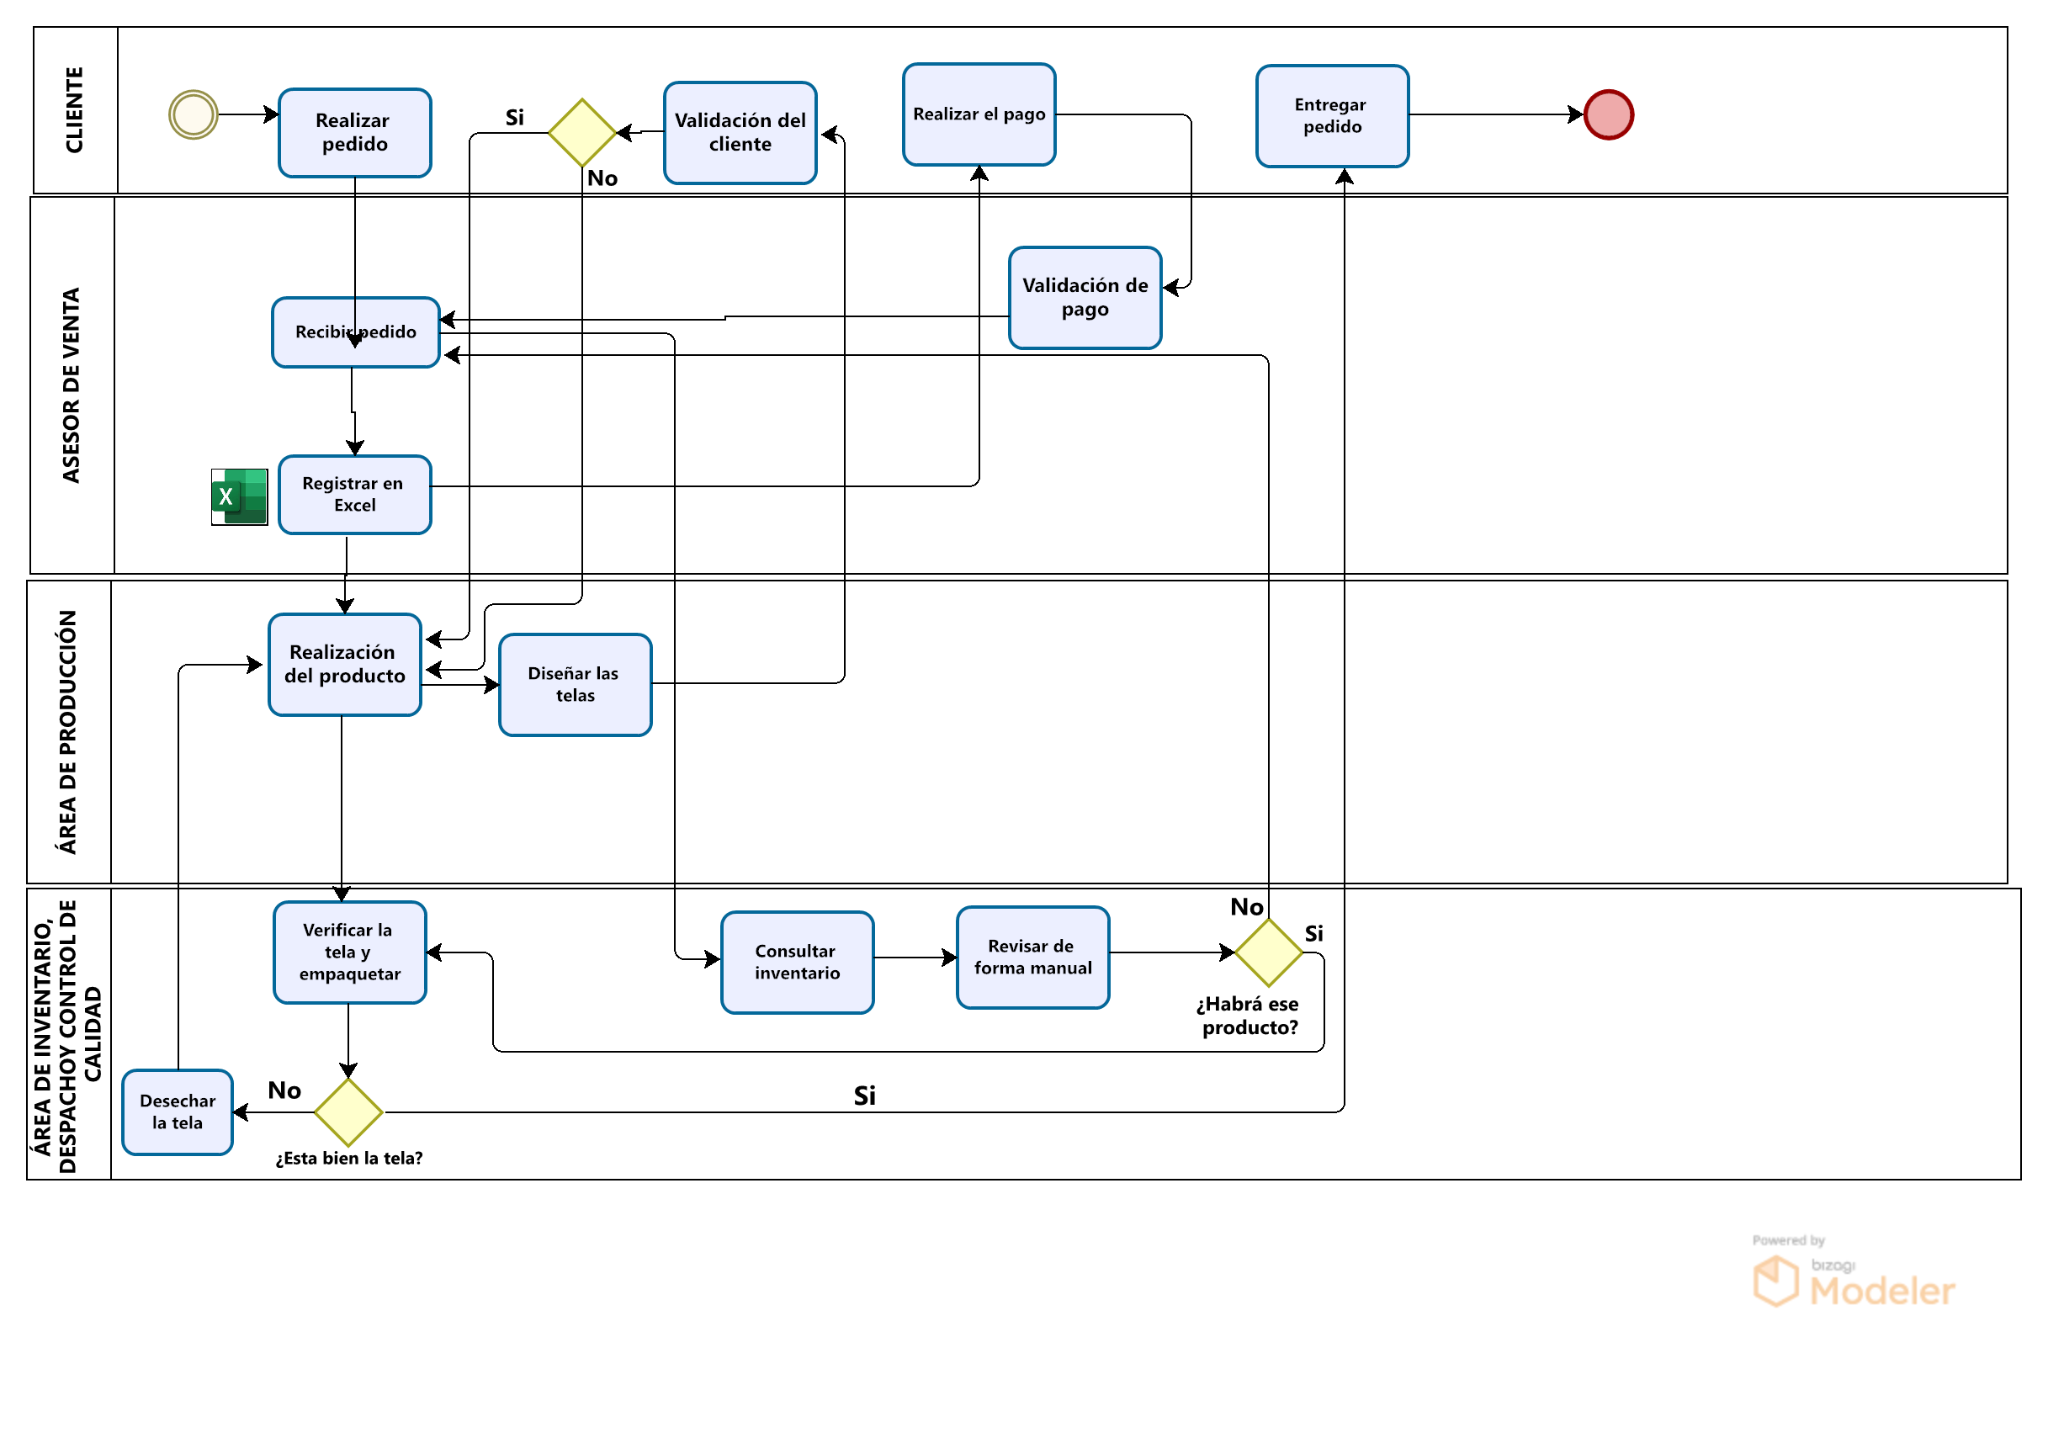 CLIENTE
Realizar
pedido
Si
No
Validación del
cliente
Realizar el pago
Entregar
pedido
ASESOR DE VENTA
Validación de
pago
Recibir pedido
X
Registrar en
Excel
ÁREA DE PRODUCCIÓN
Realización
del producto
Diseñar las
telas
ÁREA DE INVENTARIO,
DESPACHOY CONTROL DE
CALIDAD
Verificar la
tela y
empaquetar
Consultar
inventario
Revisar de
forma manual
No
Si
¿Habrá ese
producto?
Desechar
la tela
No
Si
¿Esta bien la tela?
Powered by
bizagi
Modeler